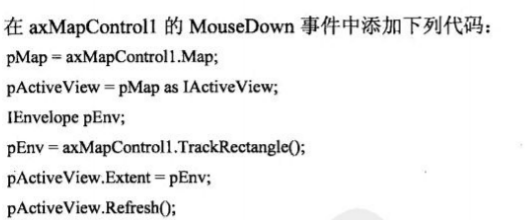 在 axMapControl1 的 MouseDown 事件中添加下列代码：
pMap = axMapControl1.Map;
pActiveView = pMap as IActiveView;
IEnvelope pEnv;
pEnv = axMapControl1.TrackRectangle();
pActiveView.Extent = pEnv;
pActiveView.Refresh();